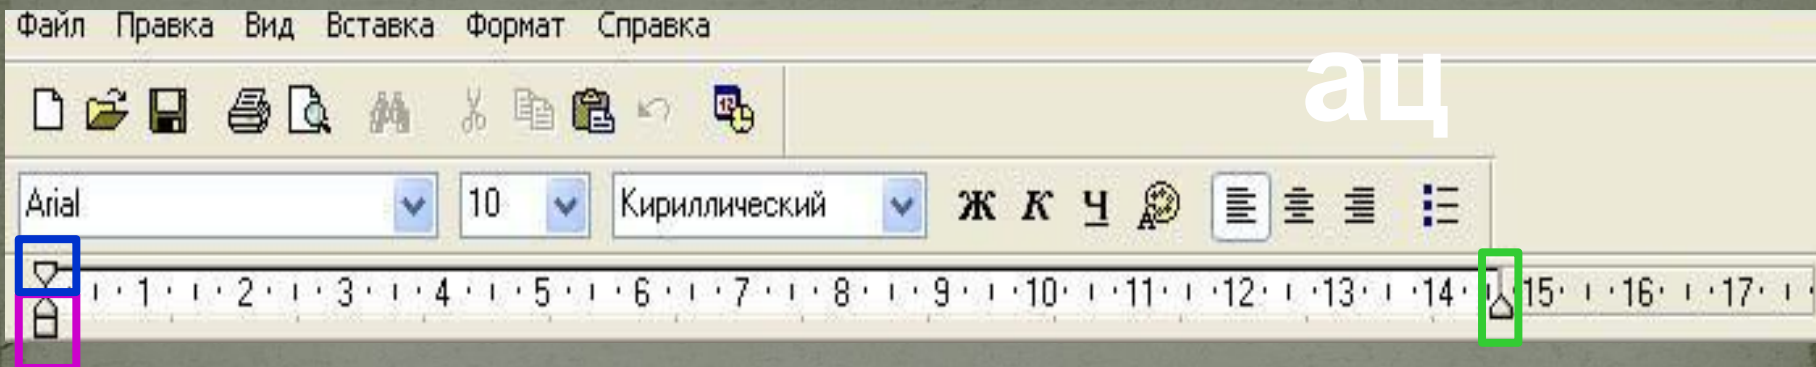 Файл Правка Вид Вставка Формат Справка
ац
Arial 10 Кириллический Ж К Ч
1 2 3 4 5 6 7 8 9 10 11 12 13 14 15 16 17